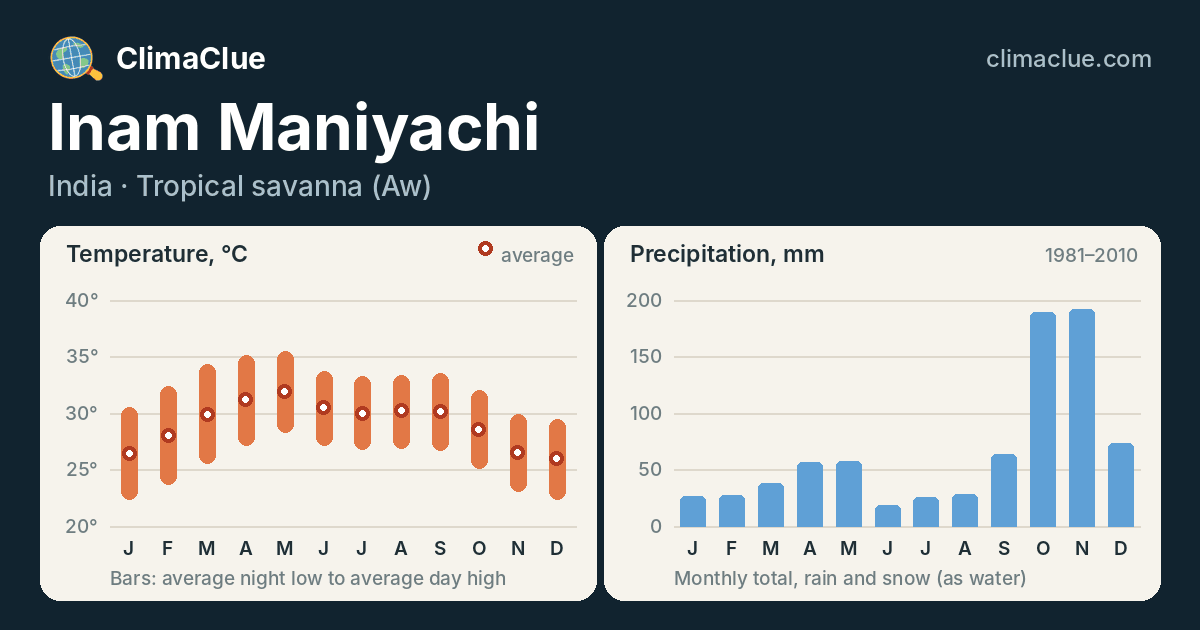 ClimaClue
climaclue.com
Inam Maniyachi
India · Tropical savanna (Aw)
Temperature, °C
average
40°
35°
30°
25°
20°
J F M A M J J A S O N D
Bars: average night low to average day high
Precipitation, mm
1981–2010
200
150
100
50
0
J F M A M J J A S O N D
Monthly total, rain and snow (as water)